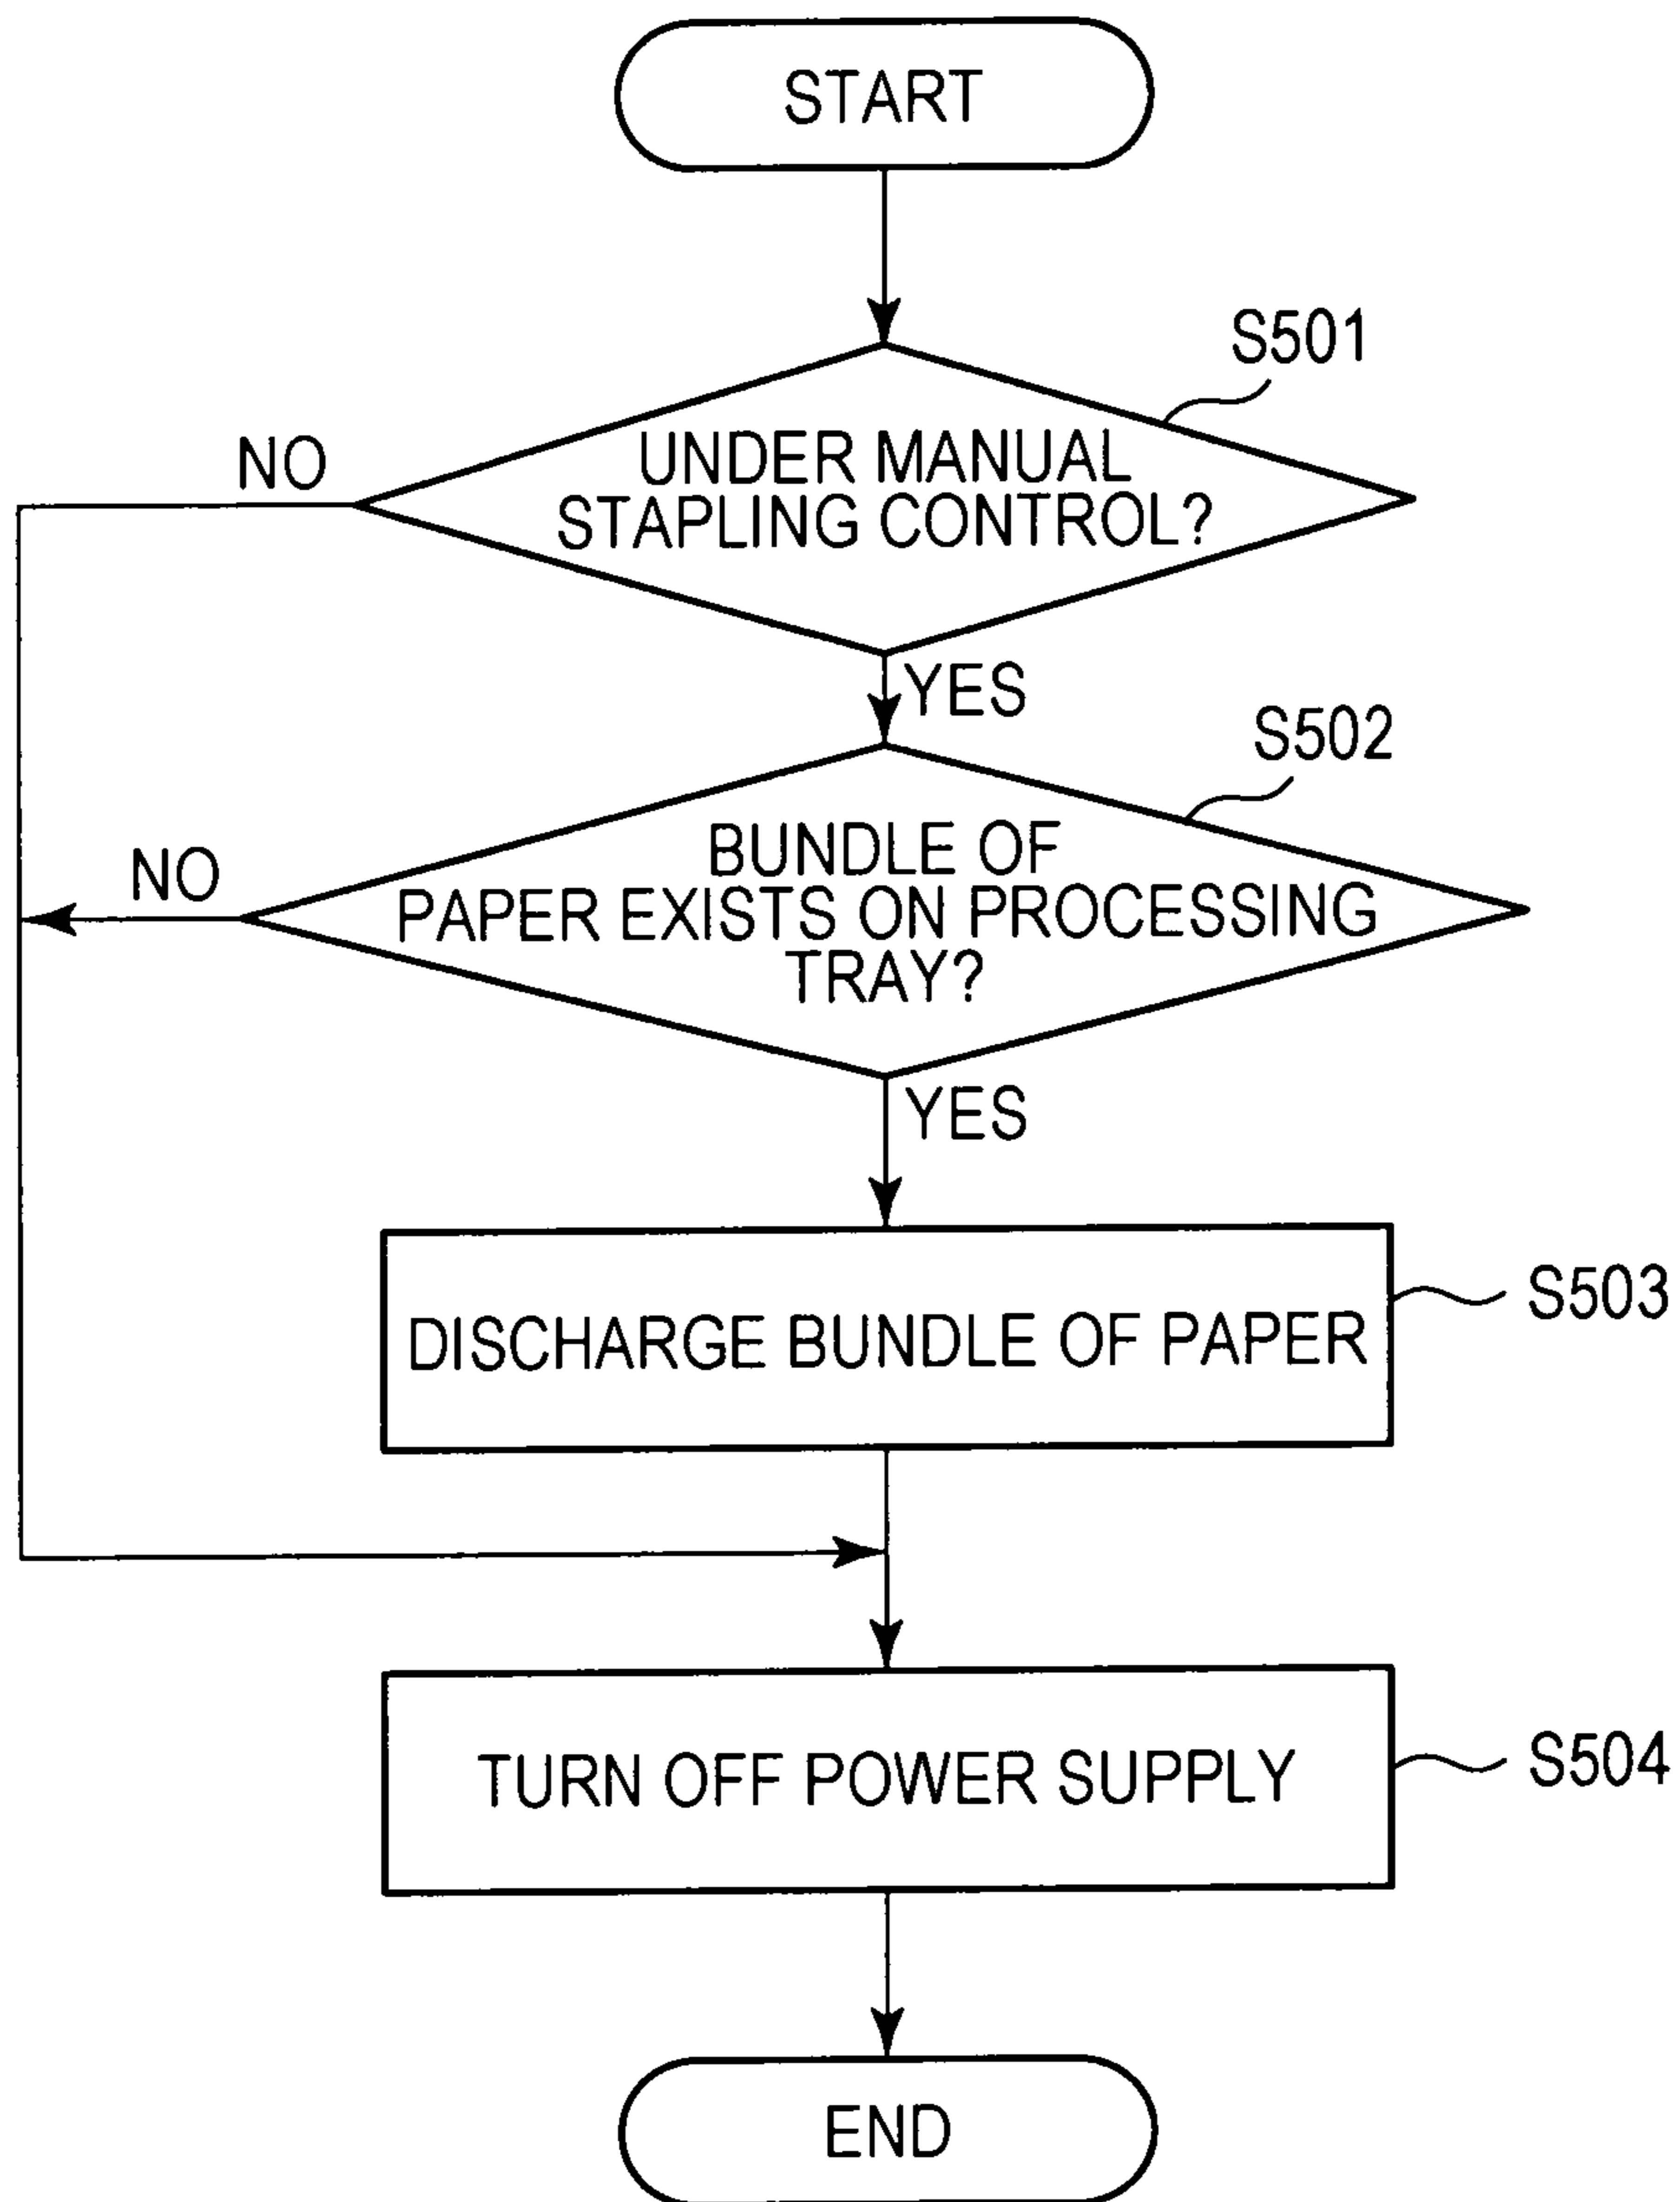 START
S501
NO
UNDER MANUAL
STAPLING CONTROL?
YES
S502
NO
BUNDLE OF
PAPER EXISTS ON PROCESSING
TRAY?
YES
DISCHARGE BUNDLE OF PAPER
S503
TURN OFF POWER SUPPLY
S504
END